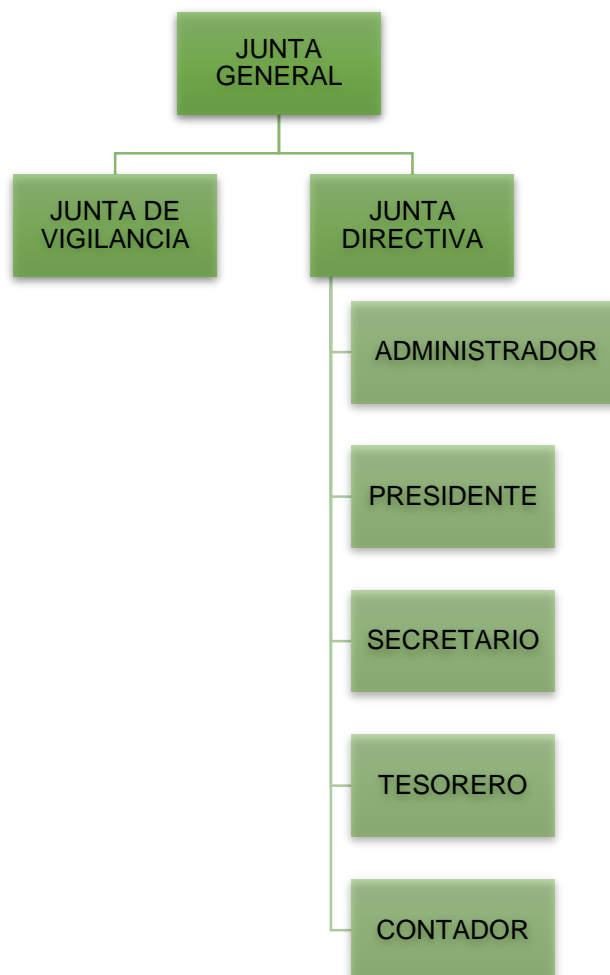 JUNTA
GENERAL
JUNTA DE
VIGILANCIA
JUNTA
DIRECTIVA
ADMINISTRADOR
PRESIDENTE
SECRETARIO
TESORERO
CONTADOR